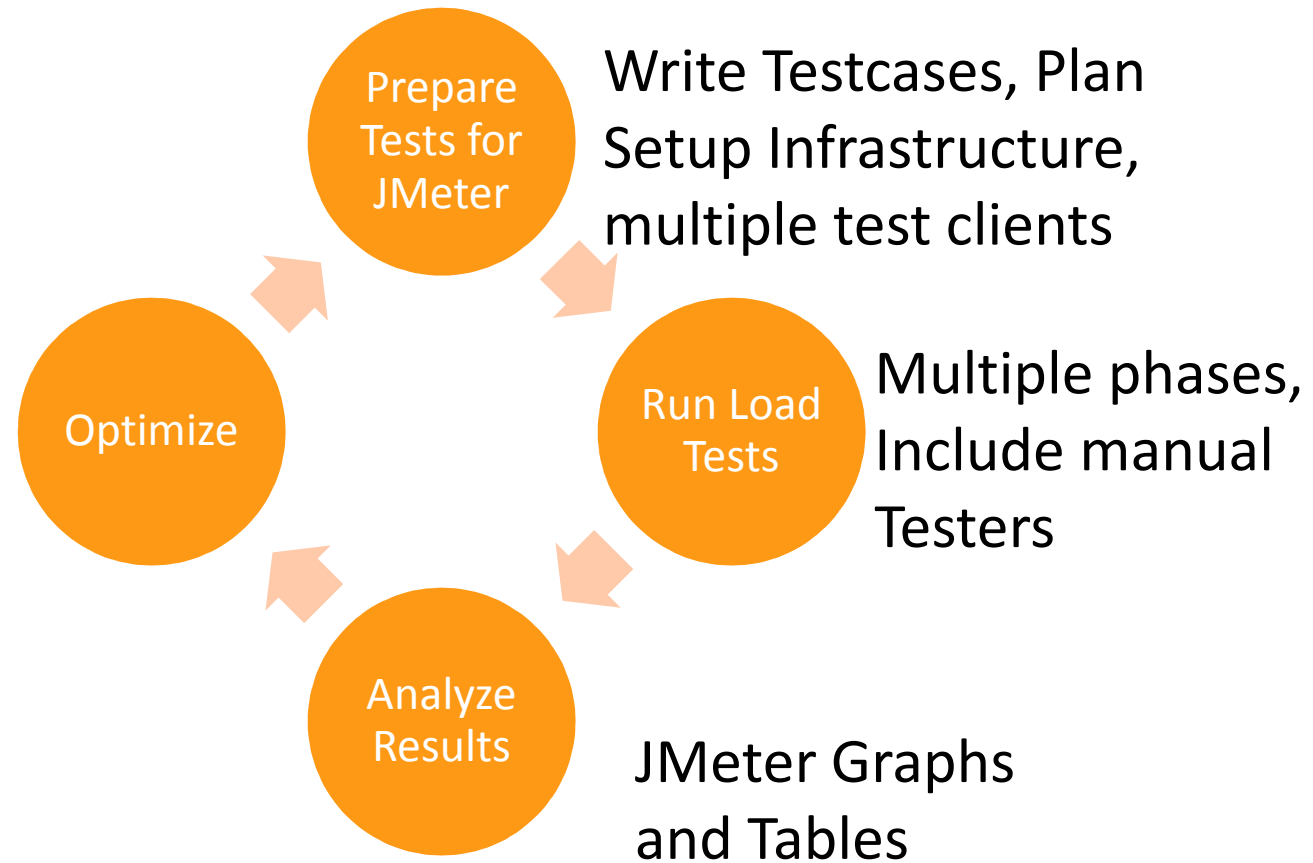 Prepare
Tests for
JMeter
Write Testcases, Plan
Setup Infrastructure,
multiple test clients
Optimize
Run Load
Tests
Multiple phases,
Include manual
Testers
Analyze
Results
JMeter Graphs
and Tables